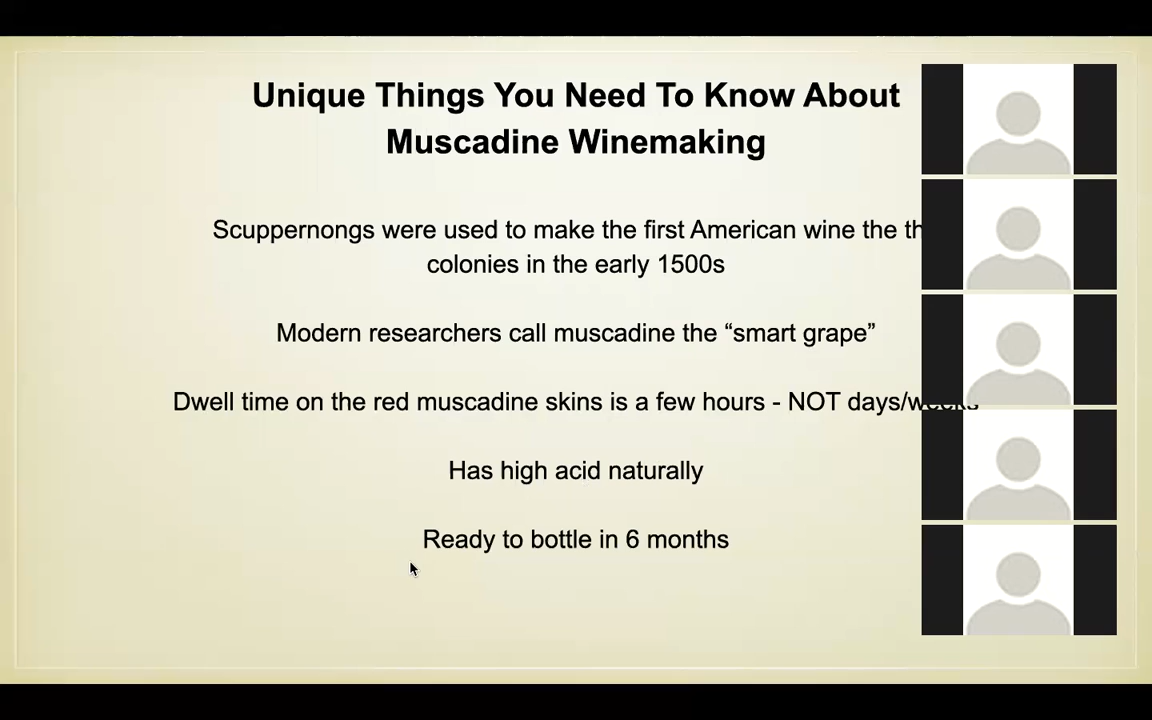 Unique Things You Need To Know About
Muscadine Winemaking
Scuppernongs were used to make the first American wine the
colonies in the early 1500s
Modern researchers call muscadine the “smart grape”
Dwell time on the red muscadine skins is a few hours - NOT days/weeks
Has high acid naturally
Ready to bottle in 6 months